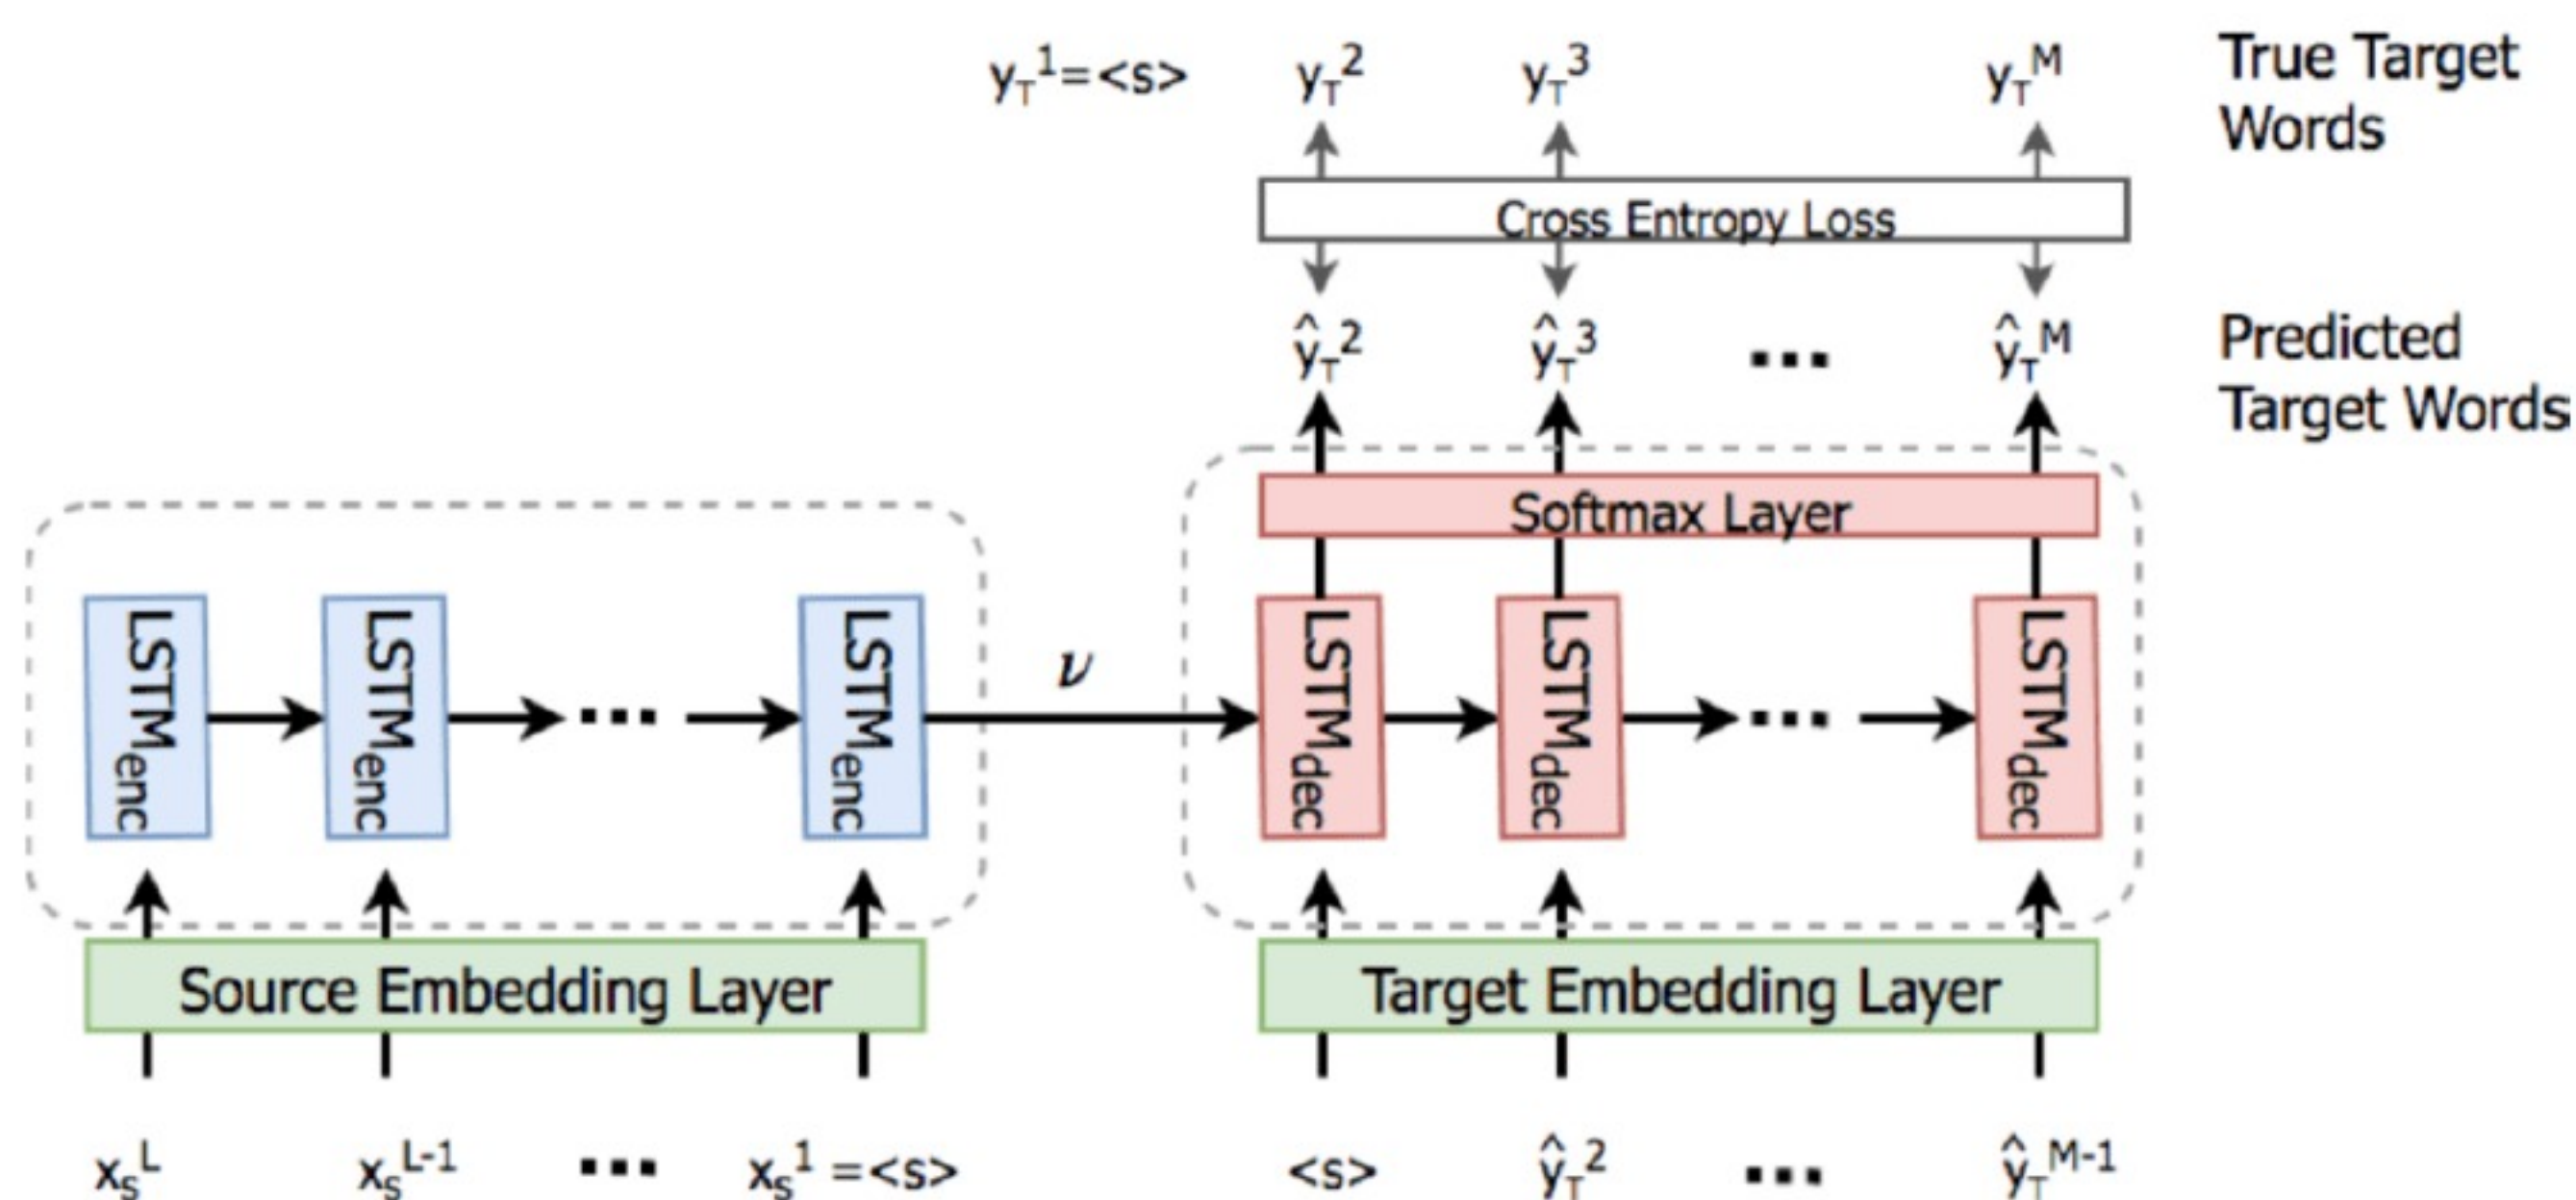 y_T^1=<s> y_T^2 y_T^3 y_T^M True Target
Words
Cross Entropy Loss
ŷ_T^2 ŷ_T^3 ... ŷ_T^M Predicted
Target Words
Softmax Layer
LSTM_enc LSTM_enc ... LSTM_enc ν LSTM_dec LSTM_dec ... LSTM_dec
Source Embedding Layer Target Embedding Layer
x_S^L x_S^L-1 ... x_S^1 =<s> <s> ŷ_T^2 ... ŷ_T^M-1